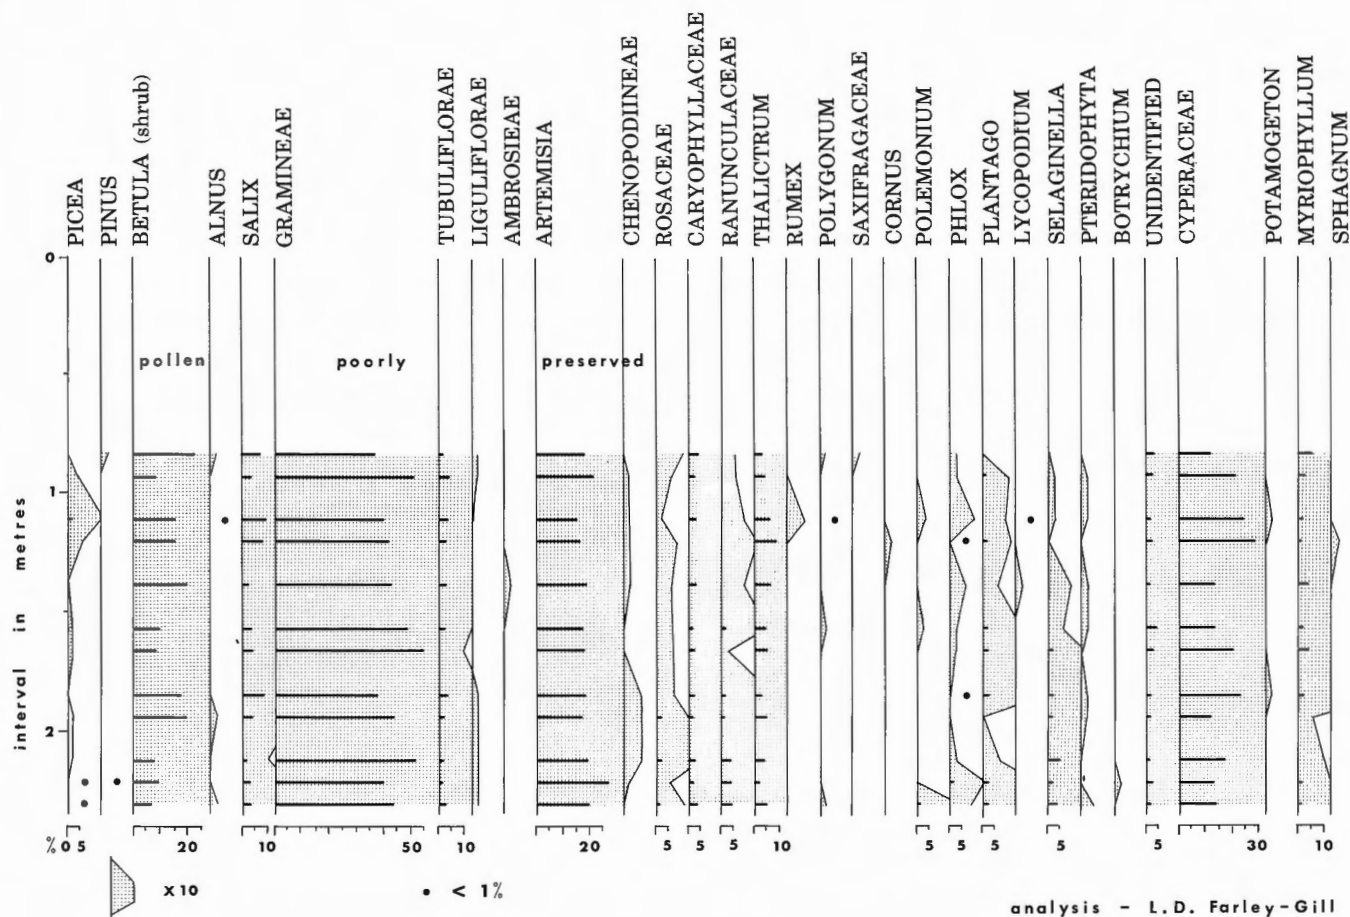 PICEA
PINUS
BETULA (shrub)
ALNUS
SALIX
GRAMINEAE
TUBULIFLORAE
LIGULIFLORAE
AMBROSIEAE
ARTEMISIA
CHENOPODINEAE
ROSACEAE
CARYOPHYLLACEAE
RANUNCULACEAE
THALICTRUM
RUMEX
POLYGONUM
SAXIFRAGACEAE
CORNUS
POLEMONIUM
PHLOX
PLANTAGO
LYCOPODIUM
SELAGINELLA
PTERIDOPHYTA
BOTRYCHIUM
UNIDENTIFIED
CYPERACEAE
POTAMOGETON
MYRIOPHYLLUM
SPHAGNUM
0
pollen poorly preserved
1
2
interval in metres
% 0 5 20 10 50 10 20 5 5 5 10 5 5 5 5 5 30 10
x 10
• < 1%
analysis - L.D. Farley-Gill